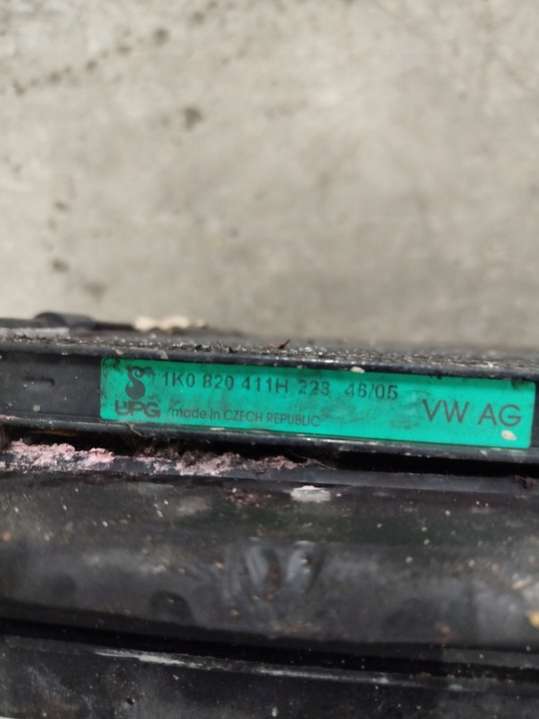 1K0 820 411H 223 46/05
UPG made in CZECH REPUBLIC
VW AG